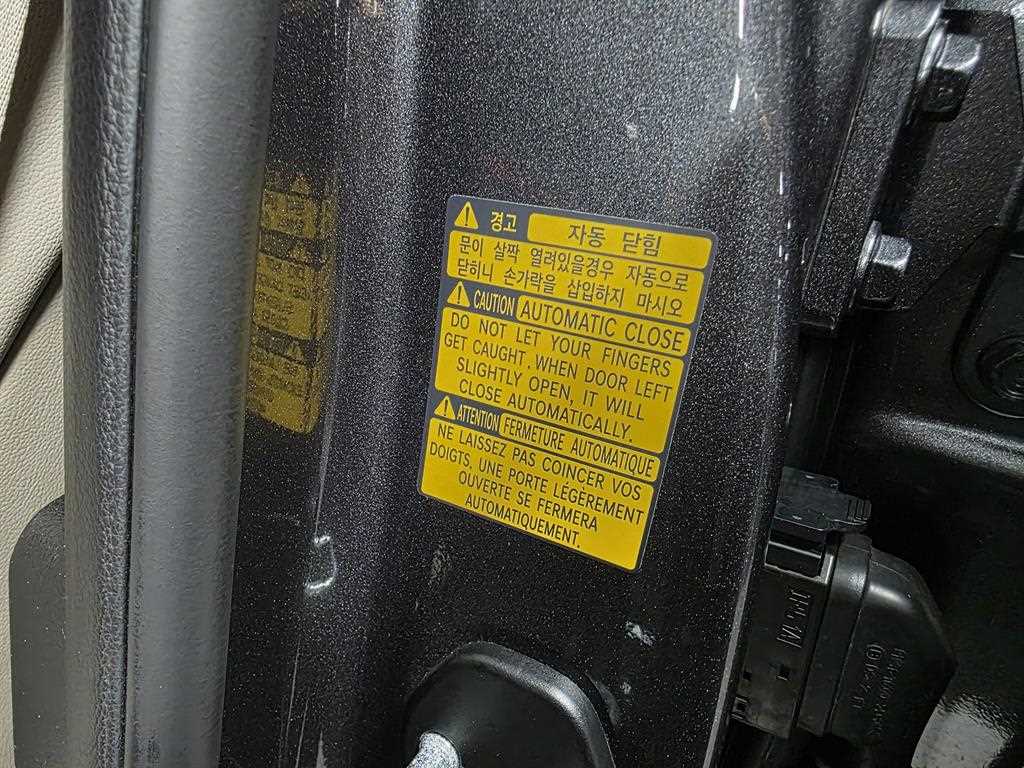 경고 자동 닫힘
문이 살짝 열려있을경우 자동으로
닫히니 손가락을 삽입하지 마시오
CAUTION AUTOMATIC CLOSE
DO NOT LET YOUR FINGERS
GET CAUGHT. WHEN DOOR LEFT
SLIGHTLY OPEN, IT WILL
CLOSE AUTOMATICALLY.
ATTENTION FERMETURE AUTOMATIQUE
NE LAISSEZ PAS COINCER VOS
DOIGTS. UNE PORTE LÉGÈREMENT
OUVERTE SE FERMERA
AUTOMATIQUEMENT.